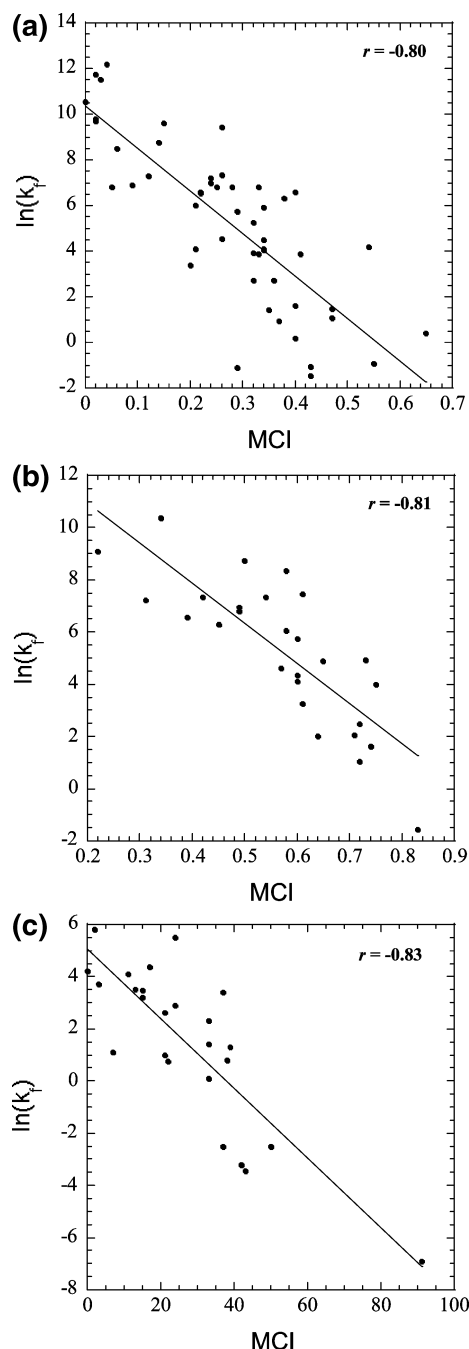 (a)
r = -0.80
14
12
10
8
6
4
2
0
-2
ln(k_f)
0 0.1 0.2 0.3 0.4 0.5 0.6 0.7
MCI
(b)
r = -0.81
12
10
8
6
4
2
0
-2
ln(k_f)
0.2 0.3 0.4 0.5 0.6 0.7 0.8 0.9
MCI
(c)
r = -0.83
6
4
2
0
-2
-4
-6
-8
ln(k_f)
0 20 40 60 80 100
MCI